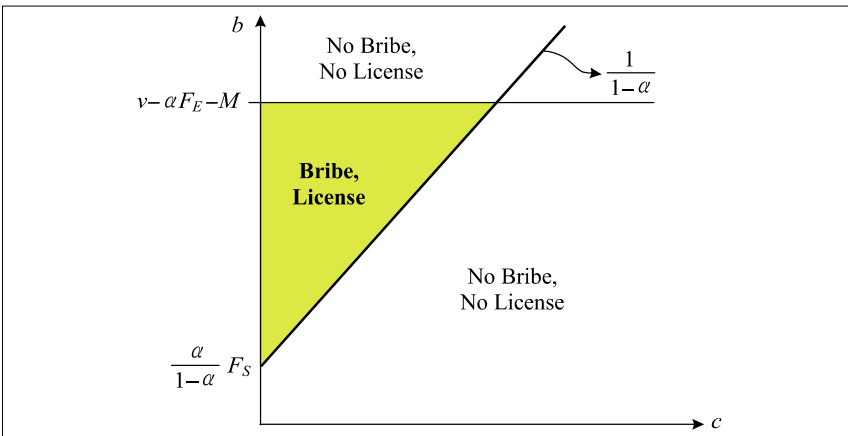 b
No Bribe,
No License
1
1−α
v−αF_E−M
Bribe,
License
No Bribe,
No License
α
1−α
F_S
c